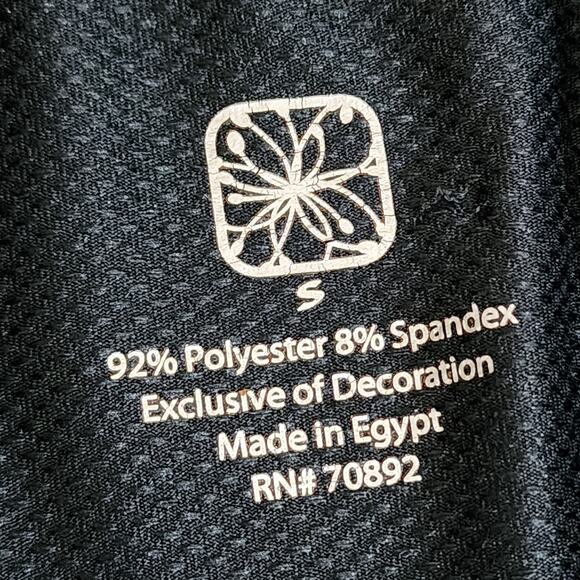 S
92% Polyester 8% Spandex
Exclusive of Decoration
Made in Egypt
RN# 70892